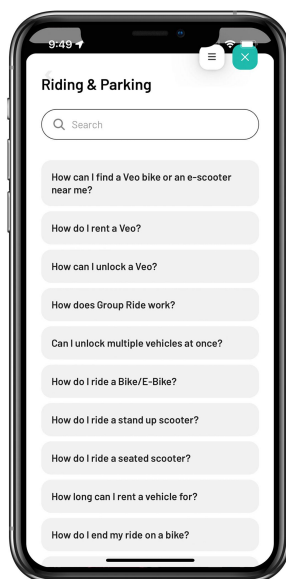 9:49
Riding & Parking
Search
How can I find a Veo bike or an e-scooter
near me?
How do I rent a Veo?
How can I unlock a Veo?
How does Group Ride work?
Can I unlock multiple vehicles at once?
How do I ride a Bike/E-Bike?
How do I ride a stand up scooter?
How do I ride a seated scooter?
How long can I rent a vehicle for?
How do I end my ride on a bike?